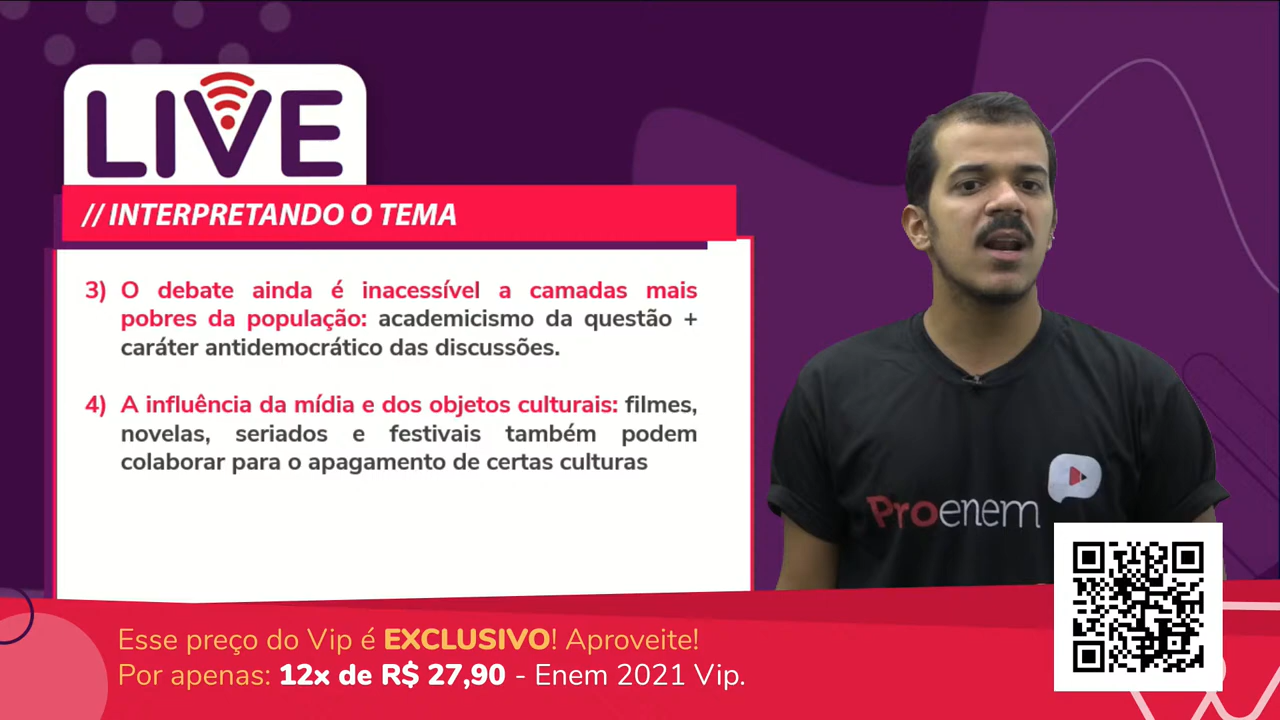 LIVE
// INTERPRETANDO O TEMA
3) O debate ainda é inacessível a camadas mais
pobres da população: academicismo da questão +
caráter antidemocrático das discussões.
4) A influência da mídia e dos objetos culturais: filmes,
novelas, seriados e festivais também podem
colaborar para o apagamento de certas culturas
Proenem
Esse preço do Vip é EXCLUSIVO! Aproveite!
Por apenas: 12x de R$ 27,90 - Enem 2021 Vip.